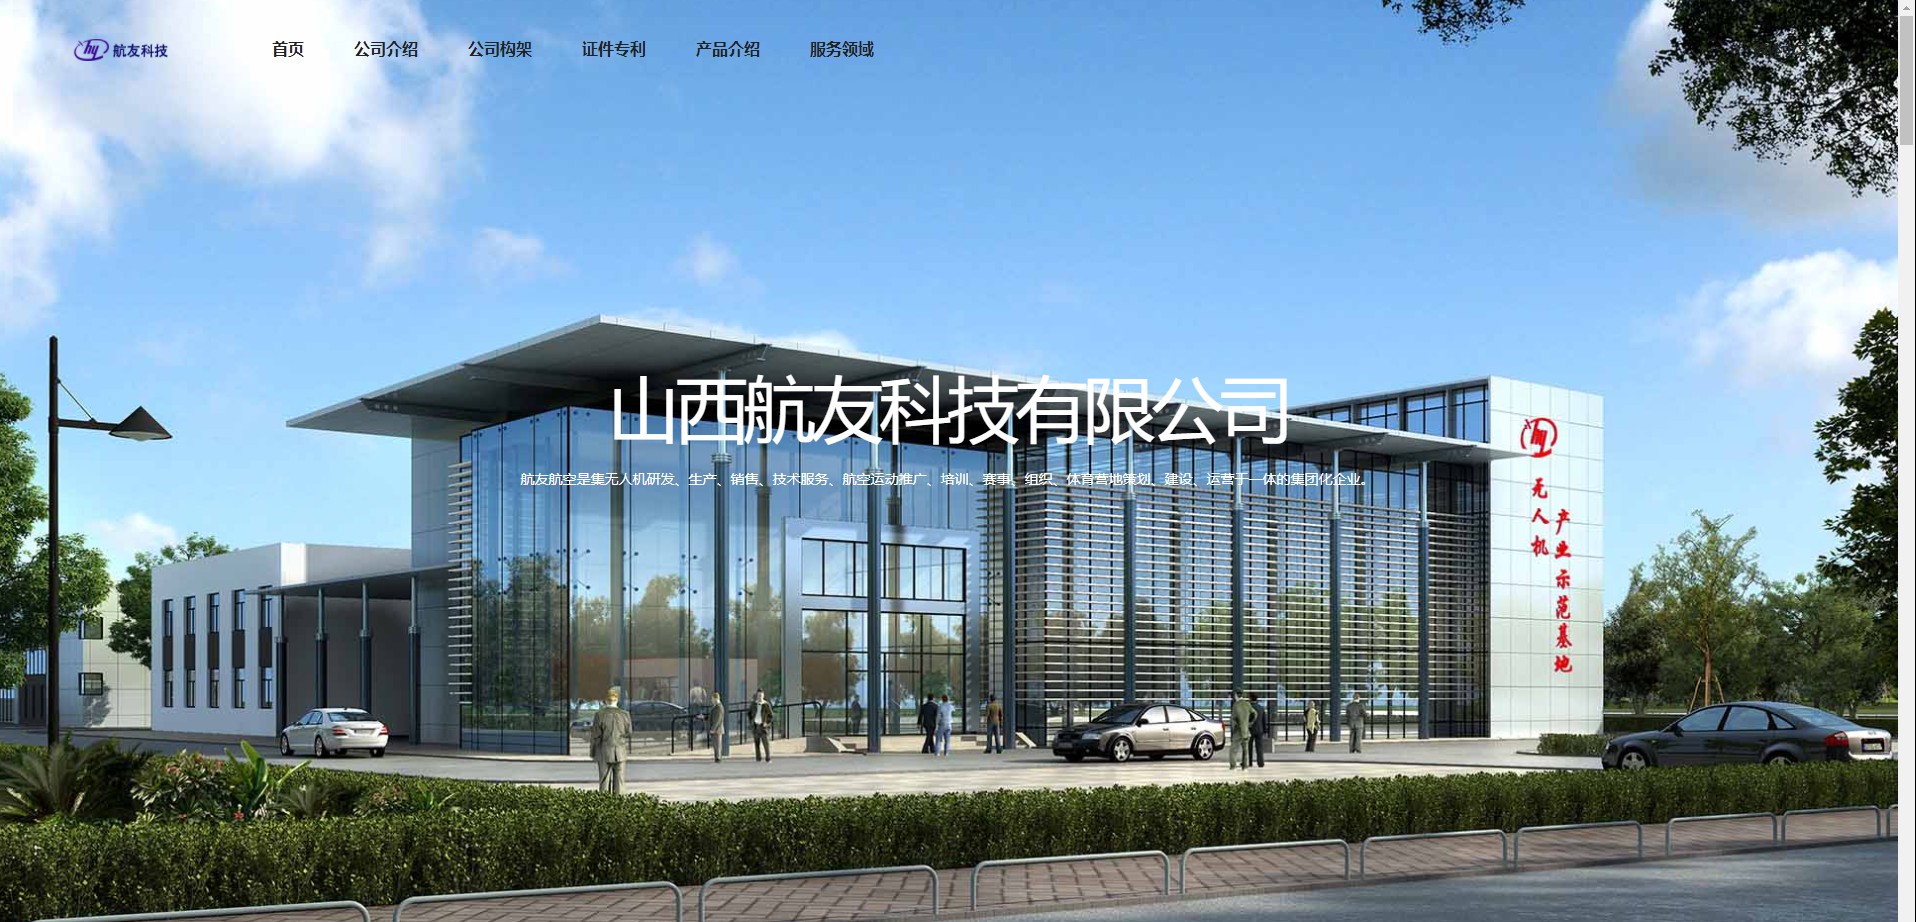 hy 航友科技
首页 公司介绍 公司构架 证件专利 产品介绍 服务领域
山西航友科技有限公司
航友航空是集无人机研发、生产、销售、技术服务、航空运动推广、培训、赛事、组织、体育营地策划、建设、运营于一体的集团化企业。
hy
无人机
产业示范基地